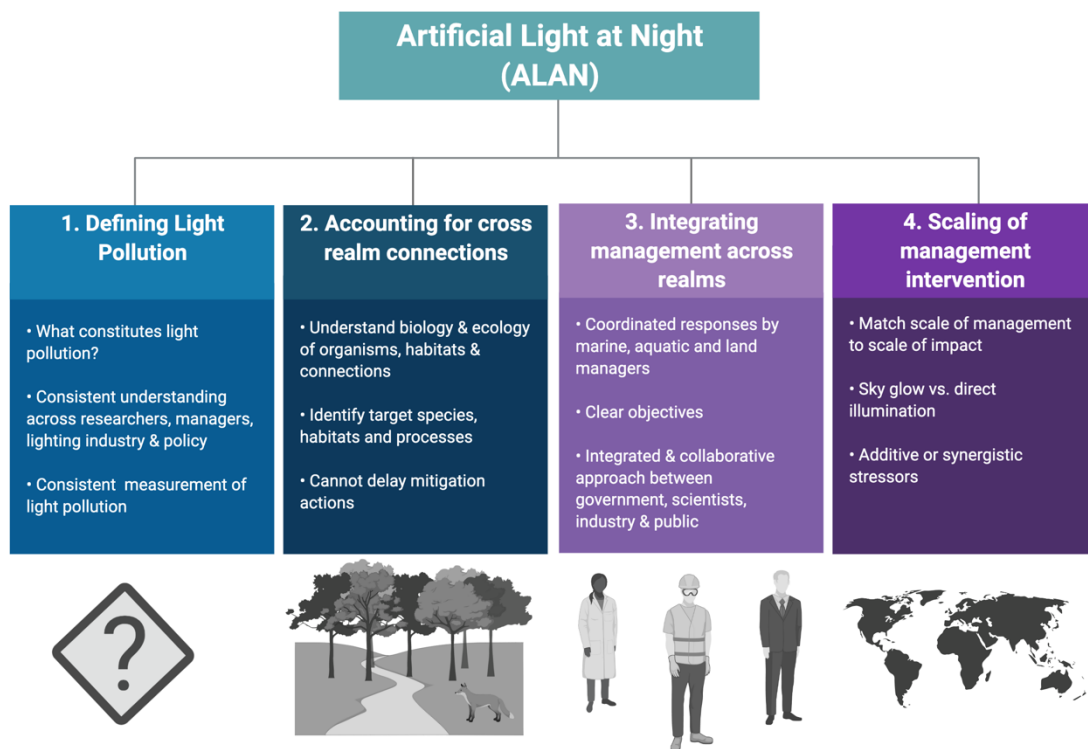 Artificial Light at Night
(ALAN)
1. Defining Light
Pollution
• What constitutes light
pollution?
• Consistent understanding
across researchers, managers,
lighting industry & policy
• Consistent measurement of
light pollution
2. Accounting for cross
realm connections
• Understand biology & ecology
of organisms, habitats &
connections
• Identify target species,
habitats and processes
• Cannot delay mitigation
actions
3. Integrating
management across
realms
• Coordinated responses by
marine, aquatic and land
managers
• Clear objectives
• Integrated & collaborative
approach between
government, scientists,
industry & public
4. Scaling of
management
intervention
• Match scale of management
to scale of impact
• Sky glow vs. direct
illumination
• Additive or synergistic
stressors
?